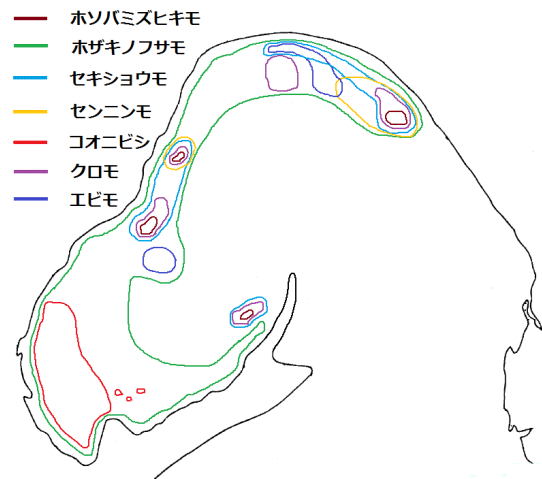 ホソバミズヒキモ
ホザキノフサモ
セキショウモ
センニンモ
コオニビシ
クロモ
エビモ